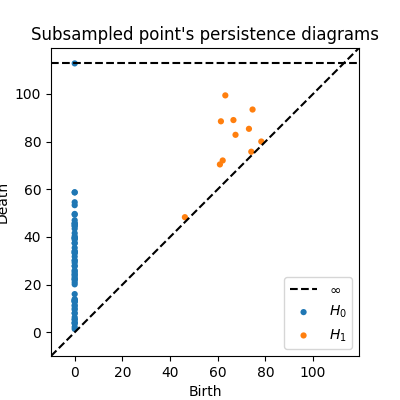 Subsampled point's persistence diagrams
100
80
60
40
20
0
Death
0 20 40 60 80 100
Birth
∞
H₀
H₁